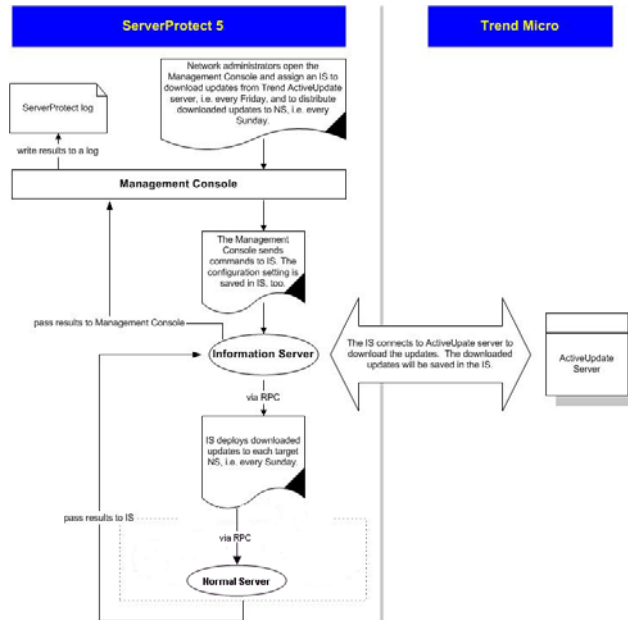 ServerProtect 5
Trend Micro
Network administrators open the
Management Console and assign an IS to
download updates from Trend ActiveUpdate
server, i.e. every Friday, and to distribute
downloaded updates to NS, i.e. every
Sunday.
ServerProtect log
write results to a log
Management Console
The Management
Console sends
commands to IS. The
configuration setting is
saved in IS, too.
pass results to Management Console
Information Server
The IS connects to ActiveUpate server to
download the updates. The downloaded
updates will be saved in the IS.
ActiveUpdate
Server
via RPC
IS deploys downloaded
updates to each target
NS, i.e. every Sunday.
pass results to IS
via RPC
Normal Server